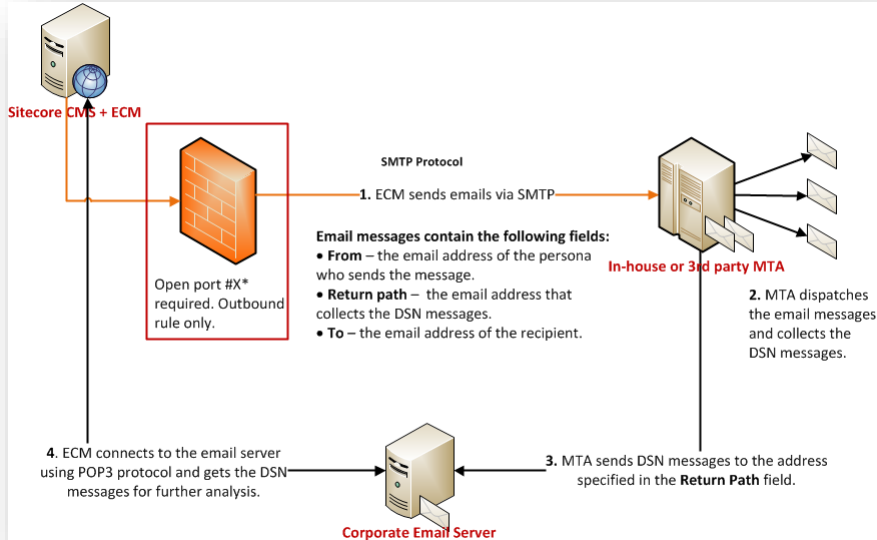 Sitecore CMS + ECM
SMTP Protocol
1. ECM sends emails via SMTP
Open port #X*
required. Outbound
rule only.
Email messages contain the following fields:
• From – the email address of the persona
who sends the message.
• Return path – the email address that
collects the DSN messages.
• To – the email address of the recipient.
In-house or 3rd party MTA
2. MTA dispatches
the email messages
and collects the
DSN messages.
3. MTA sends DSN messages to the address
specified in the Return Path field.
4. ECM connects to the email server
using POP3 protocol and gets the DSN
messages for further analysis.
Corporate Email Server